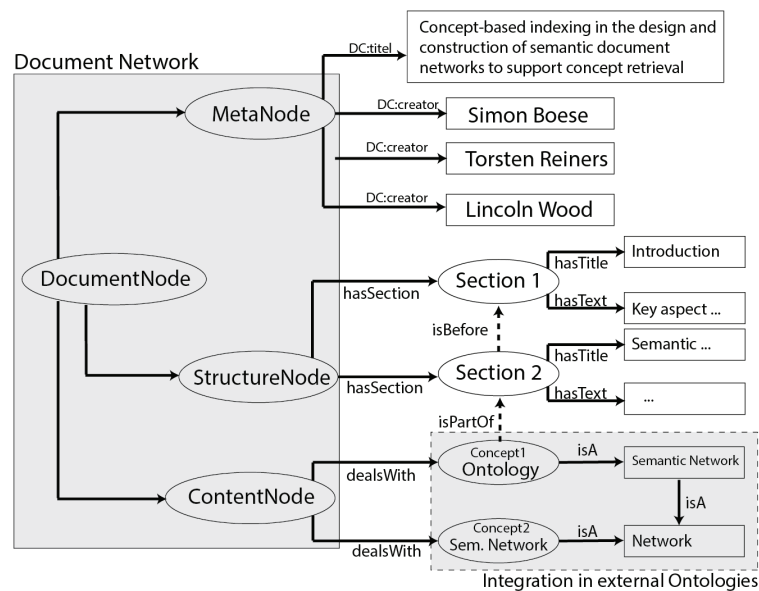 Concept-based indexing in the design and
construction of semantic document
networks to support concept retrieval
DC:titel
Document Network
MetaNode
DC:creator
Simon Boese
DC:creator
Torsten Reiners
DC:creator
Lincoln Wood
DocumentNode
hasSection
Section 1
hasTitle
Introduction
hasText
Key aspect ...
isBefore
StructureNode
hasSection
Section 2
hasTitle
Semantic ...
hasText
...
isPartOf
ContentNode
dealsWith
Concept1
Ontology
isA
Semantic Network
isA
dealsWith
Concept2
Sem. Network
isA
Network
Integration in external Ontologies